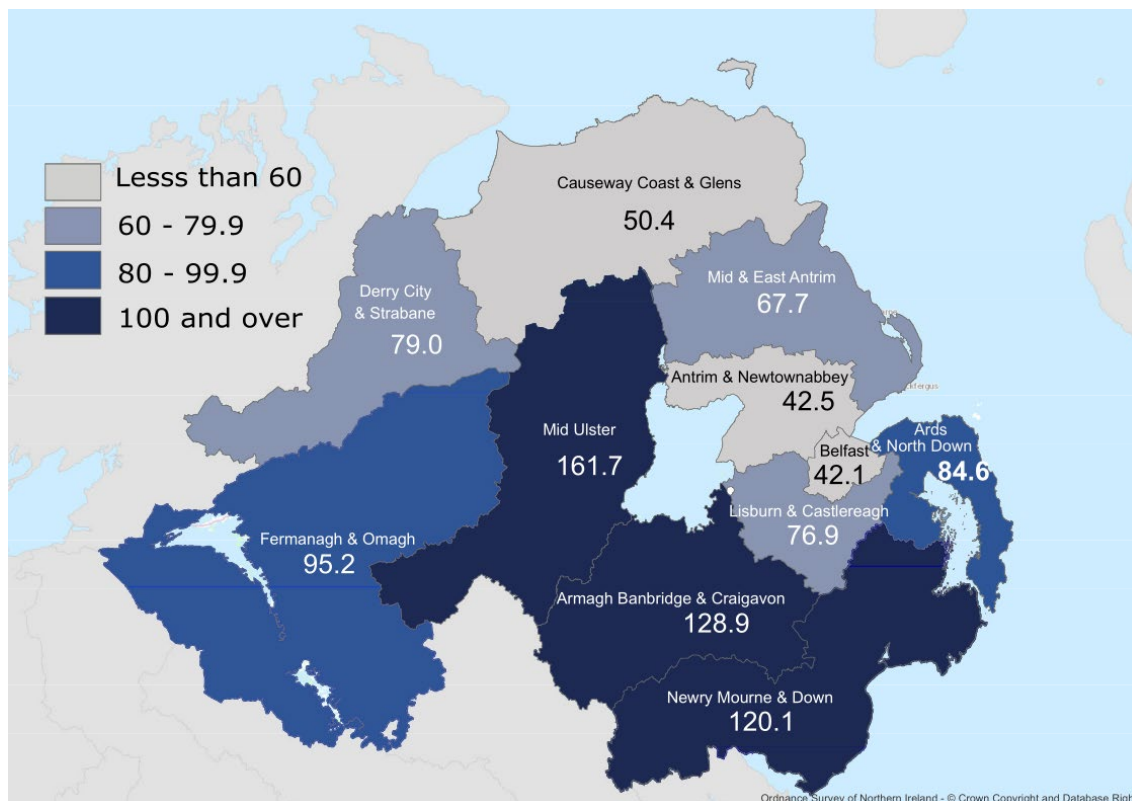 Lesss than 60
60 - 79.9
80 - 99.9
100 and over
Causeway Coast & Glens
50.4
Derry City
& Strabane
79.0
Mid & East Antrim
67.7
Antrim & Newtownabbey
42.5
Mid Ulster
161.7
Belfast
42.1
Ards
& North Down
84.6
Lisburn & Castlereagh
76.9
Fermanagh & Omagh
95.2
Armagh Banbridge & Craigavon
128.9
Newry Mourne & Down
120.1
Ordnance Survey of Northern Ireland - © Crown Copyright and Database Righ